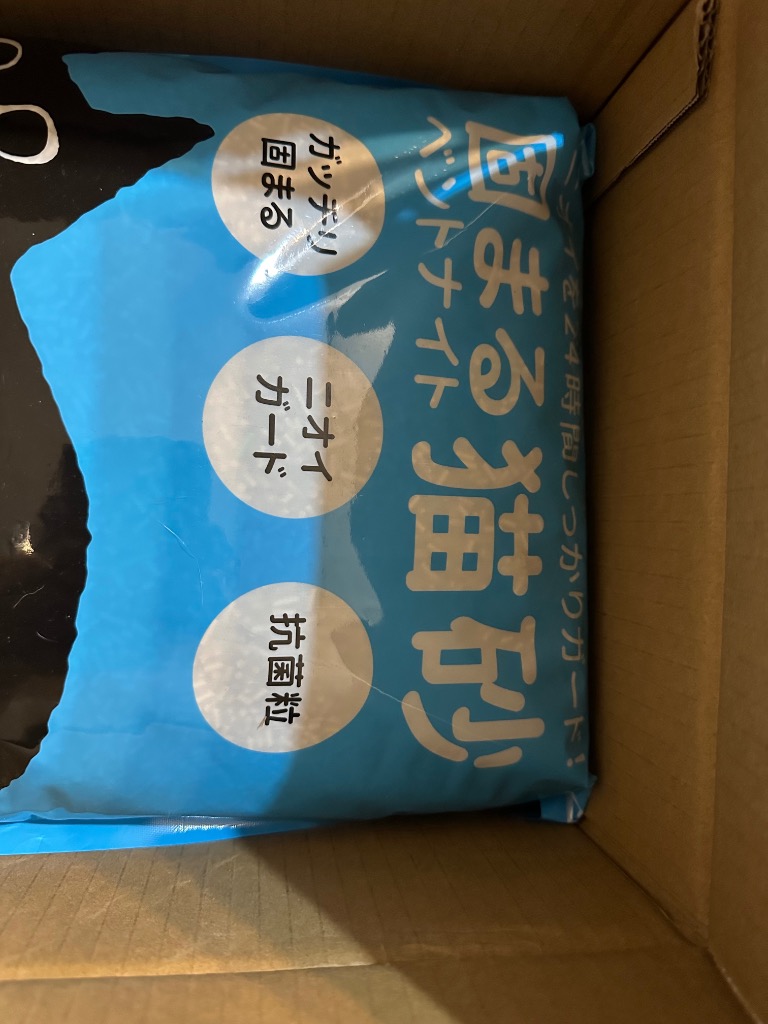 ニオイを24時間しっかりガード!
固まる猫砂
ベントナイト
ガッチリ
固まる
ニオイ
ガード
抗菌粒